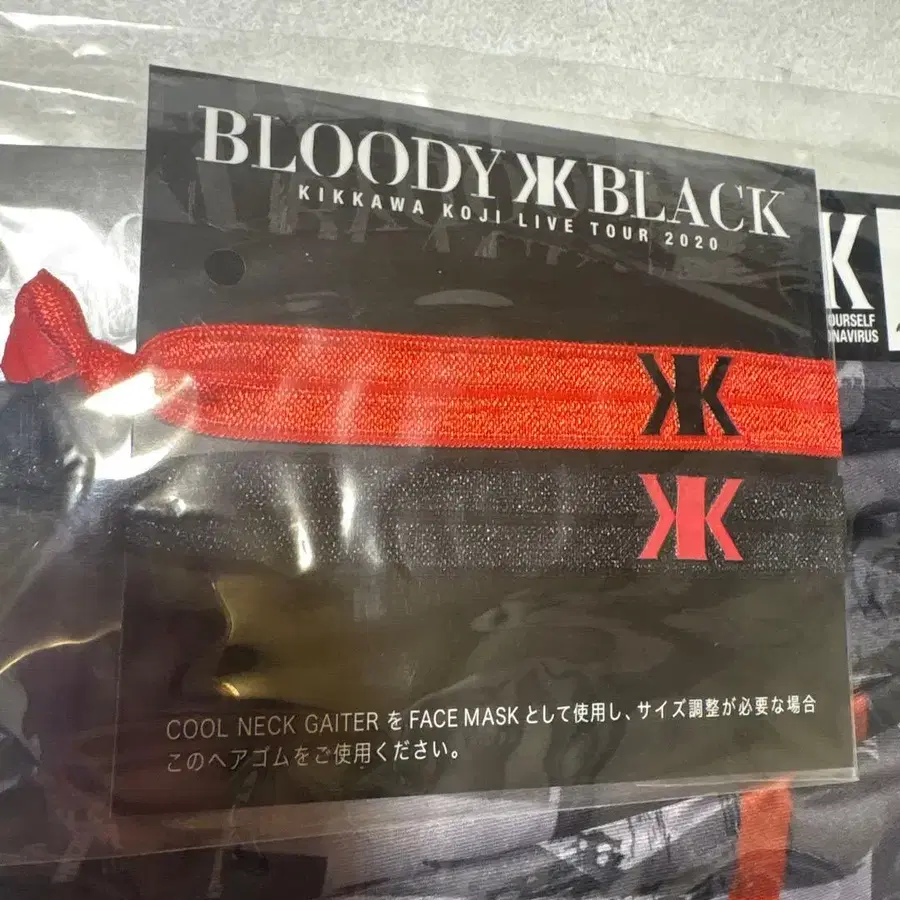 BLOODY K BLACK
KIKKAWA KOJI LIVE TOUR 2020
K
OURSELF
NAVIRUS
K
K
COOL NECK GAITER を FACE MASK として使用し、サイズ調整が必要な場合
このヘアゴムをご使用ください。